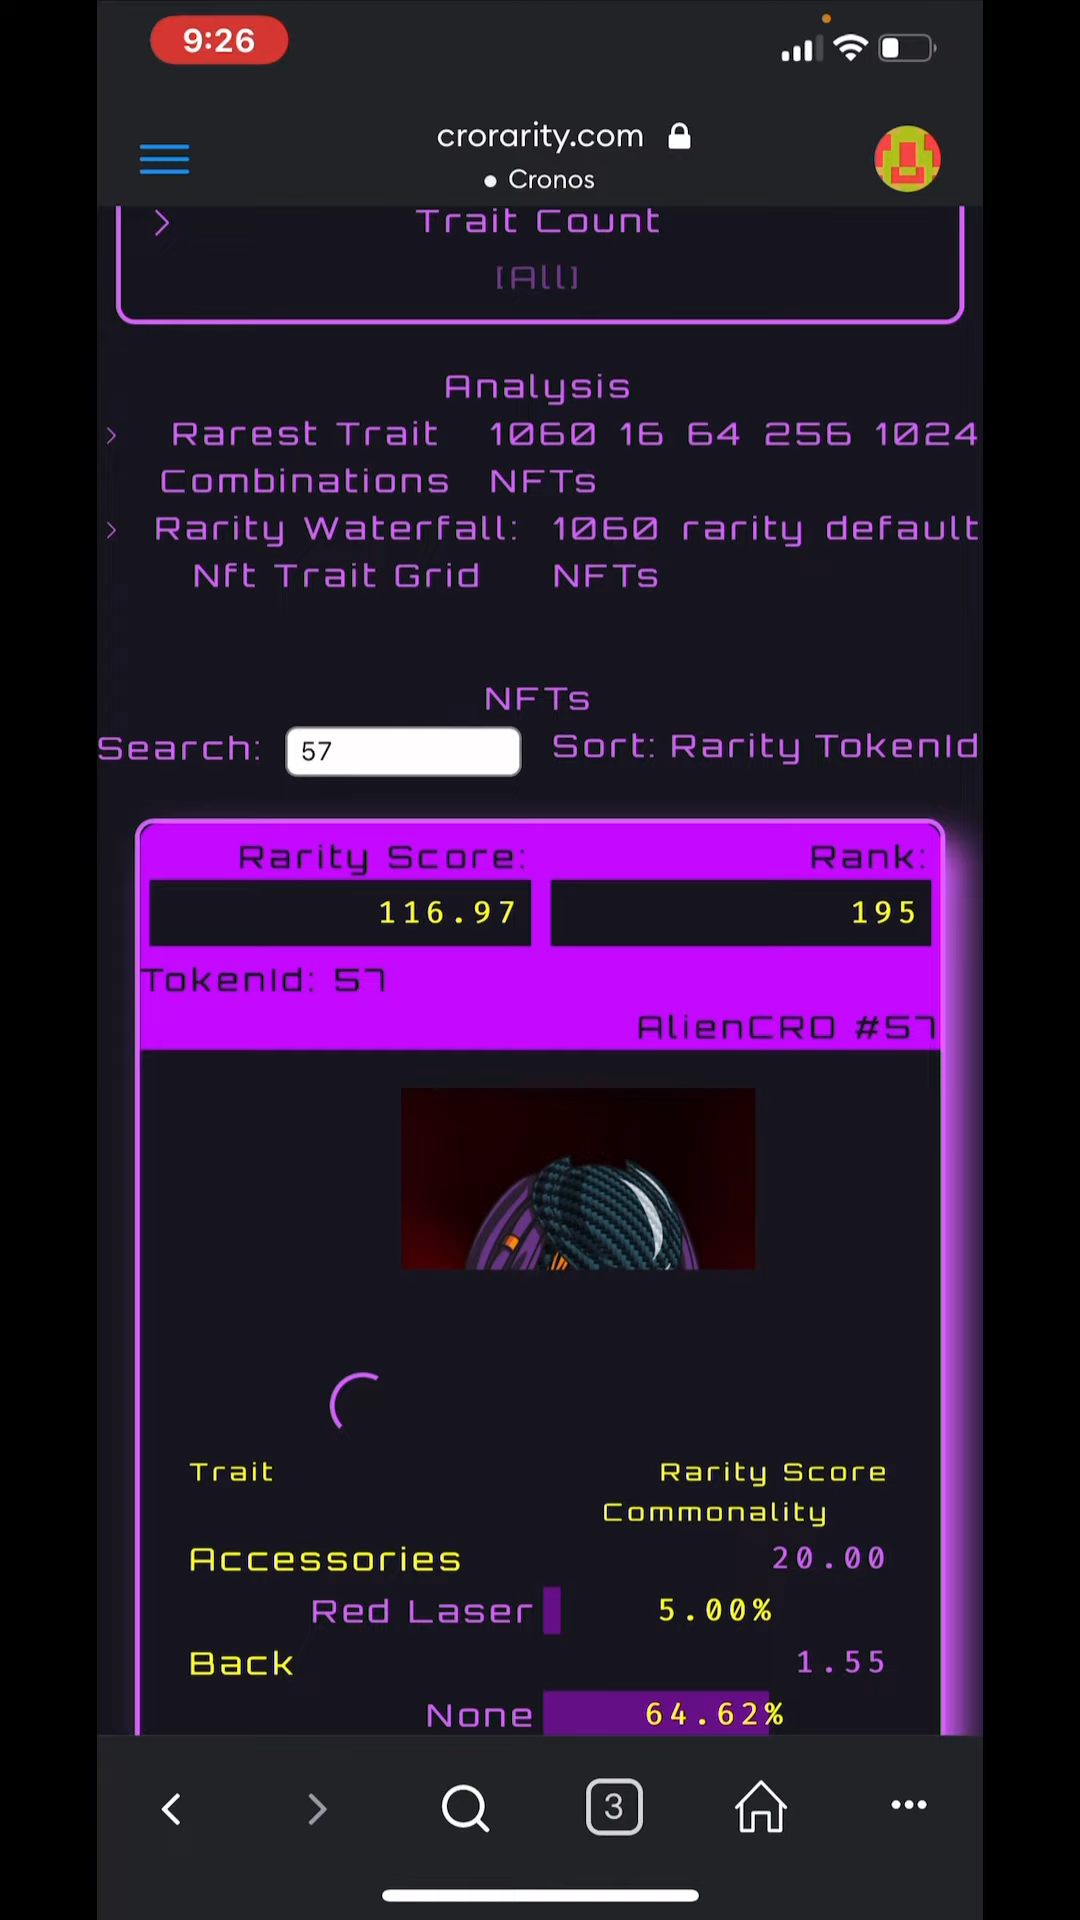 9:26
crorarity.com
Cronos
Trait Count
[All]
Analysis
Rarest Trait 1060 16 64 256 1024
Combinations NFTs
Rarity Waterfall: 1060 rarity default
Nft Trait Grid NFTs
NFTs
Search: 57 Sort: Rarity TokenId
Rarity Score: Rank:
116.97 195
TokenId: 57
AlienCRO #57
Trait Rarity Score
Commonality
Accessories 20.00
Red Laser 5.00%
Back 1.55
None 64.62%
3